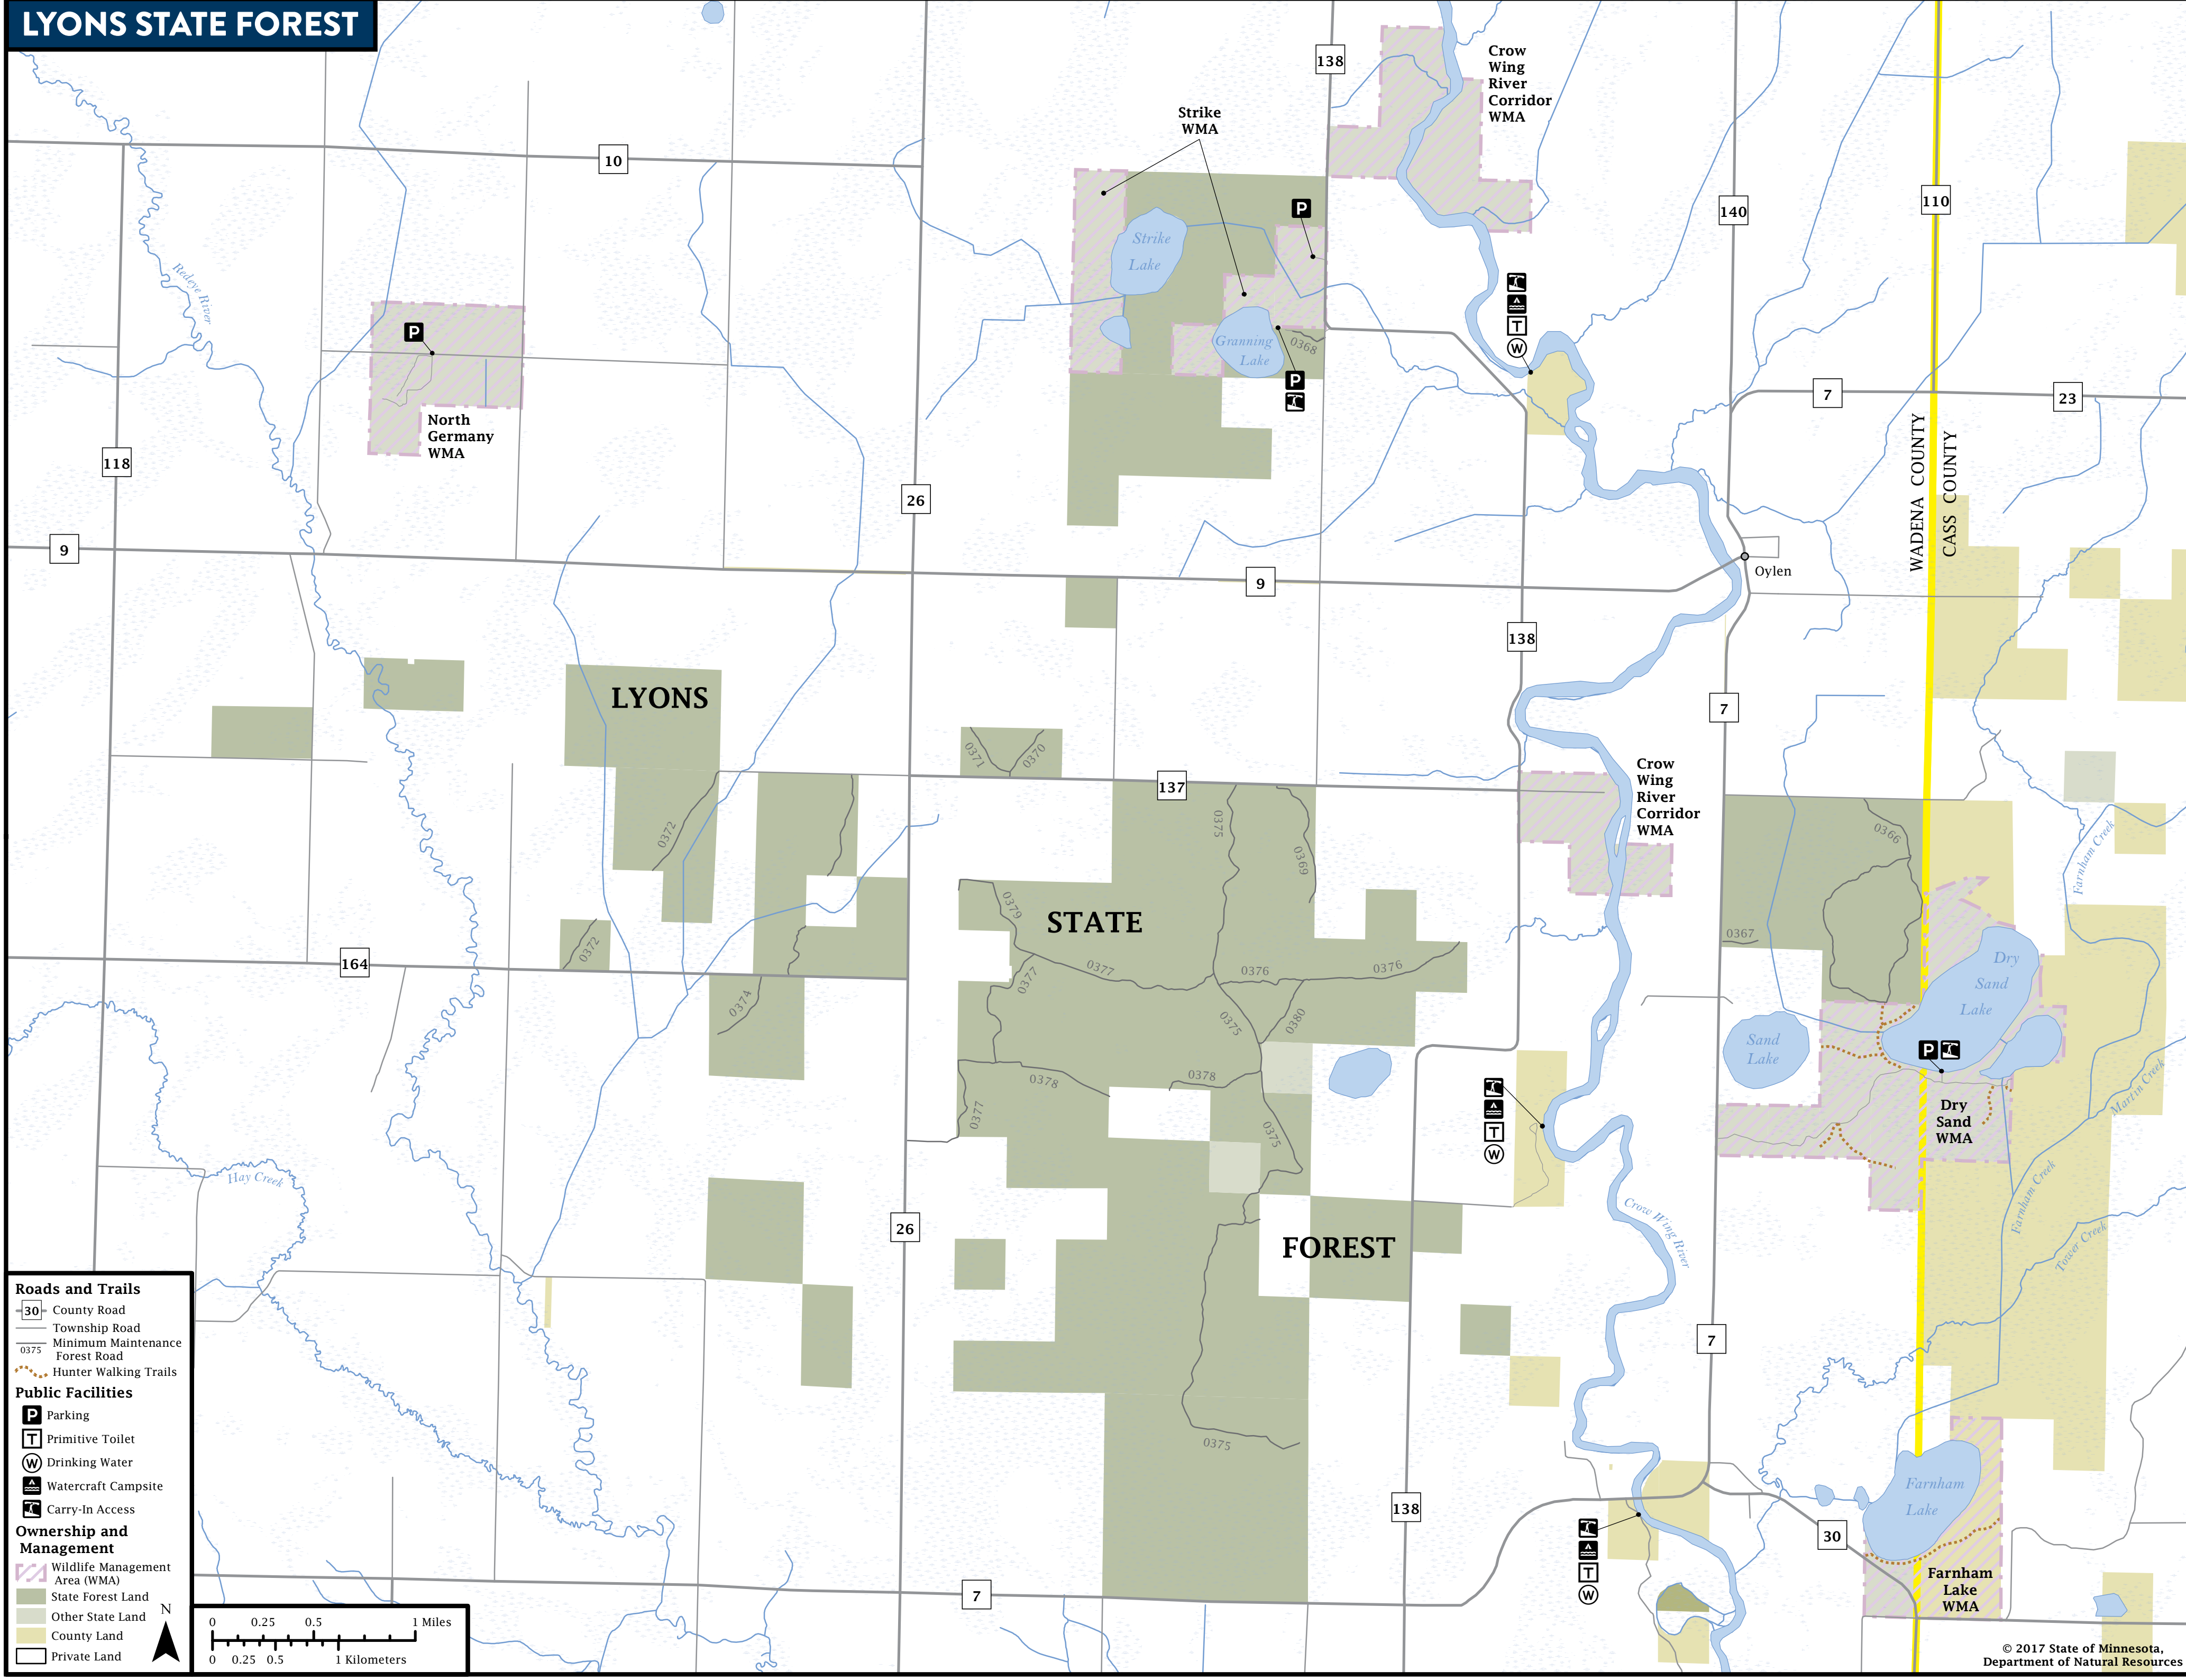 LYONS STATE FOREST
138
Crow
Wing
River
Corridor
WMA
Strike
WMA
10
P
140
110
Strike
Lake
Redeye River
P
T
W
Granning
Lake
0368
P
7
23
North
Germany
WMA
118
26
WADENA COUNTY
CASS COUNTY
9
9
Oylen
138
LYONS
7
0371
0370
137
Crow
Wing
River
Corridor
WMA
0372
0375
0369
0366
Farnham Creek
0379
STATE
0367
0372
164
0377
0377
0376
0376
Dry
Sand
Lake
0374
0375
0380
Sand
Lake
P
0378
0378
T
W
Martin Creek
0377
0375
Dry
Sand
WMA
Hay Creek
Farnham Creek
Crow Wing River
26
FOREST
Tower Creek
7
0375
Farnham
Lake
138
T
W
30
7
Farnham
Lake
WMA
Roads and Trails
30 County Road
Township Road
0375 Minimum Maintenance
Forest Road
Hunter Walking Trails
Public Facilities
P Parking
T Primitive Toilet
W Drinking Water
Watercraft Campsite
Carry-In Access
Ownership and
Management
Wildlife Management
Area (WMA)
State Forest Land
Other State Land
County Land
Private Land
N
0 0.25 0.5 1 Miles
0 0.25 0.5 1 Kilometers
© 2017 State of Minnesota,
Department of Natural Resources